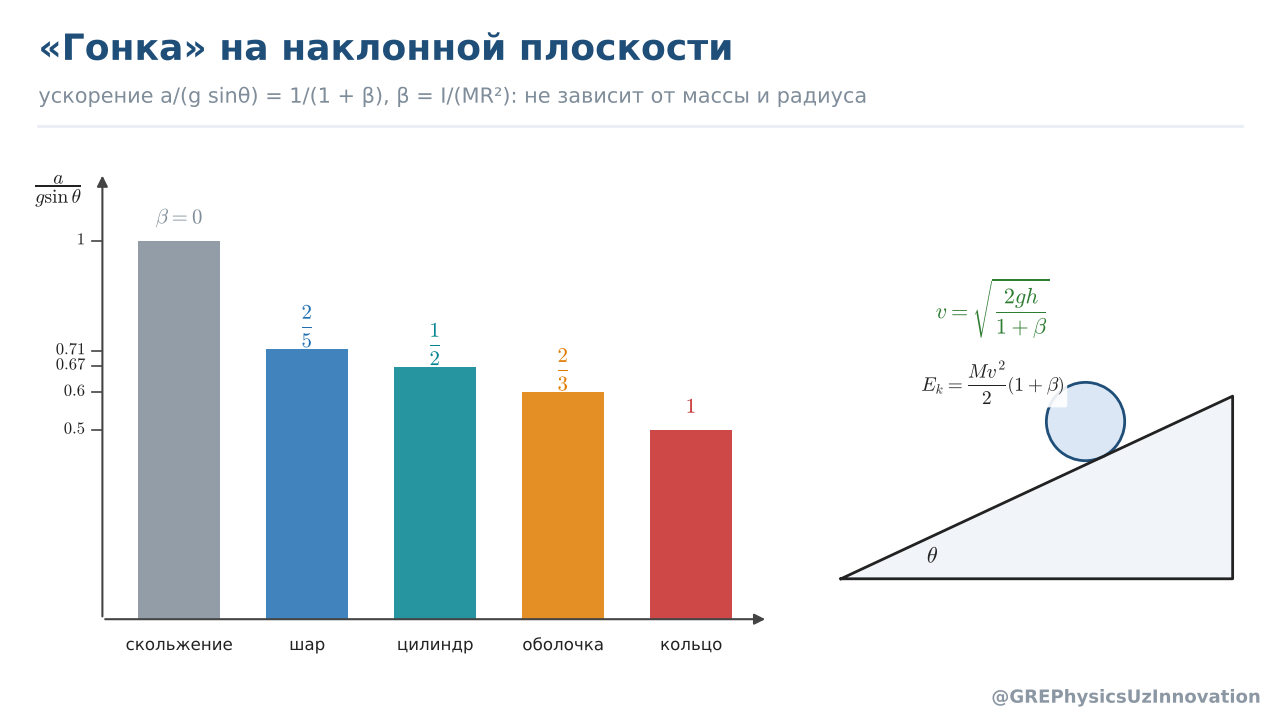 «Гонка» на наклонной плоскости
ускорение a/(g sinθ) = 1/(1 + β), β = I/(MR²): не зависит от массы и радиуса
a/(g sin θ)
β = 0
1
2/5
1/2
2/3
1
0.71
0.67
0.6
0.5
скольжение шар цилиндр оболочка кольцо
v = √(2gh/(1 + β))
E_k = Mv²/2 (1 + β)
θ
@GREPhysicsUzInnovation